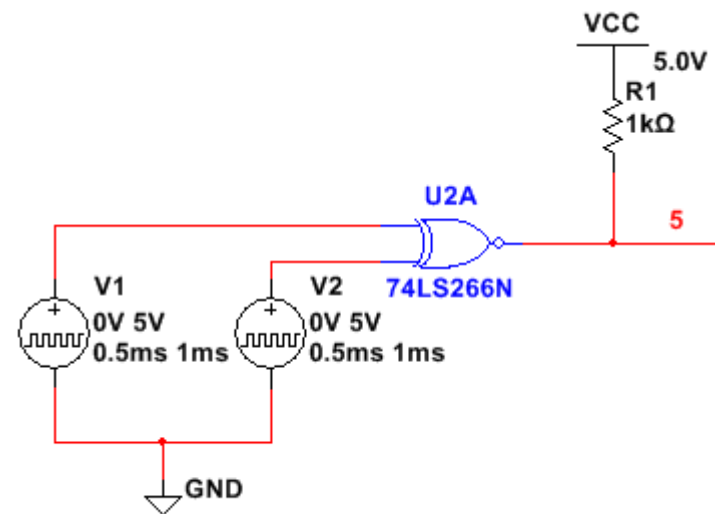 VCC
5.0V
R1
1kΩ
U2A
5
74LS266N
V1
0V 5V
0.5ms 1ms
V2
0V 5V
0.5ms 1ms
GND